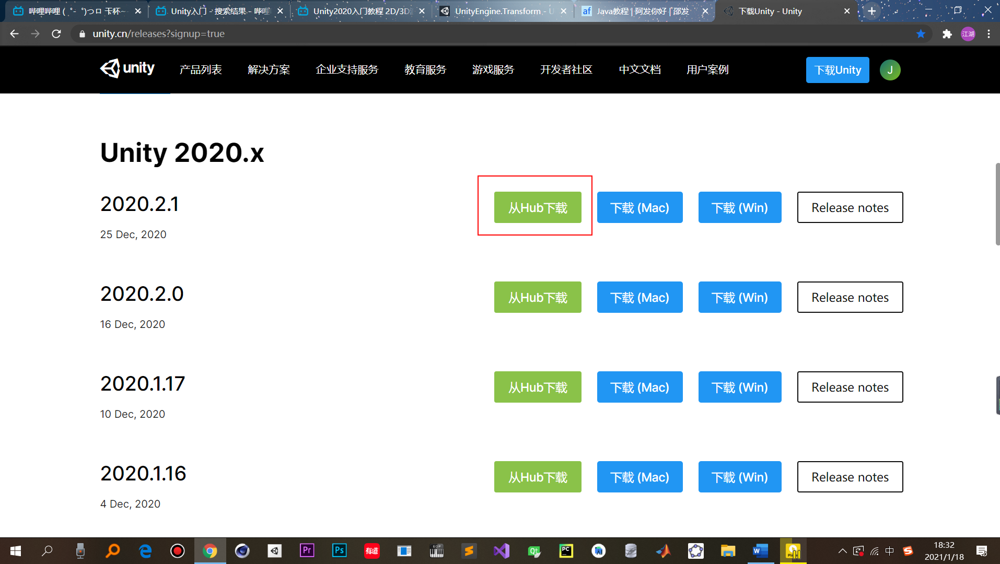 哔哩哔哩 ( ゜- ゜)つロ 干杯~-
Unity入门 - 搜索结果 - 哔哩
Unity2020入门教程 2D/3D
UnityEngine.Transform - U
af Java教程 | 阿发你好 | 邵发
下载Unity - Unity
unity.cn/releases?signup=true
江湖
unity
产品列表
解决方案
企业支持服务
教育服务
游戏服务
开发者社区
中文文档
用户案例
下载Unity
J
Unity 2020.x
2020.2.1
从Hub下载
下载 (Mac)
下载 (Win)
Release notes
25 Dec, 2020
2020.2.0
从Hub下载
下载 (Mac)
下载 (Win)
Release notes
16 Dec, 2020
2020.1.17
从Hub下载
下载 (Mac)
下载 (Win)
Release notes
10 Dec, 2020
2020.1.16
从Hub下载
下载 (Mac)
下载 (Win)
Release notes
4 Dec, 2020
Pr
Ps
有道
EOP
Qt
PC
W
中
S
18:32
2021/1/18